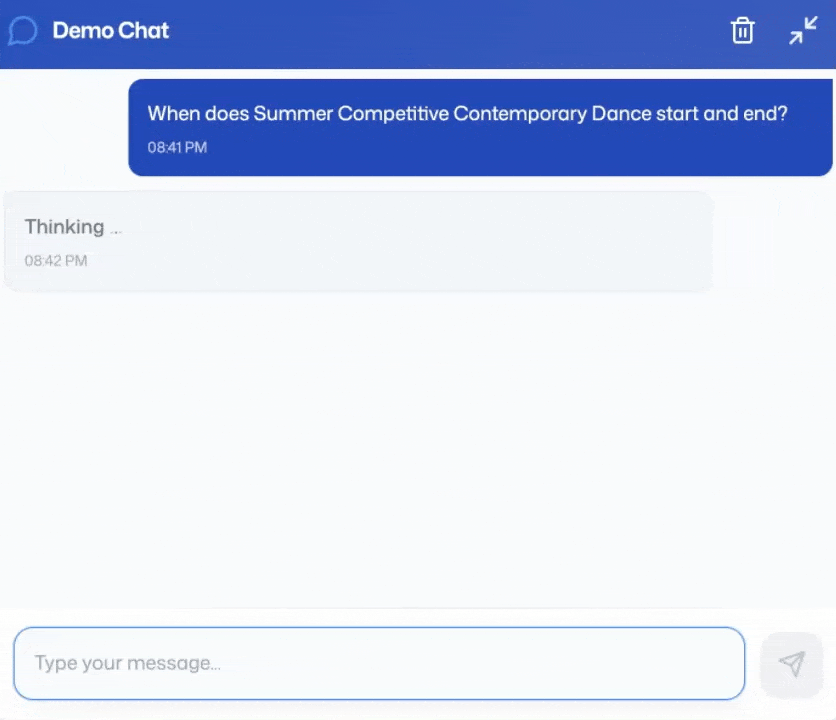 Demo Chat
When does Summer Competitive Contemporary Dance start and end?
08:41 PM
Thinking ...
08:42 PM
Type your message...